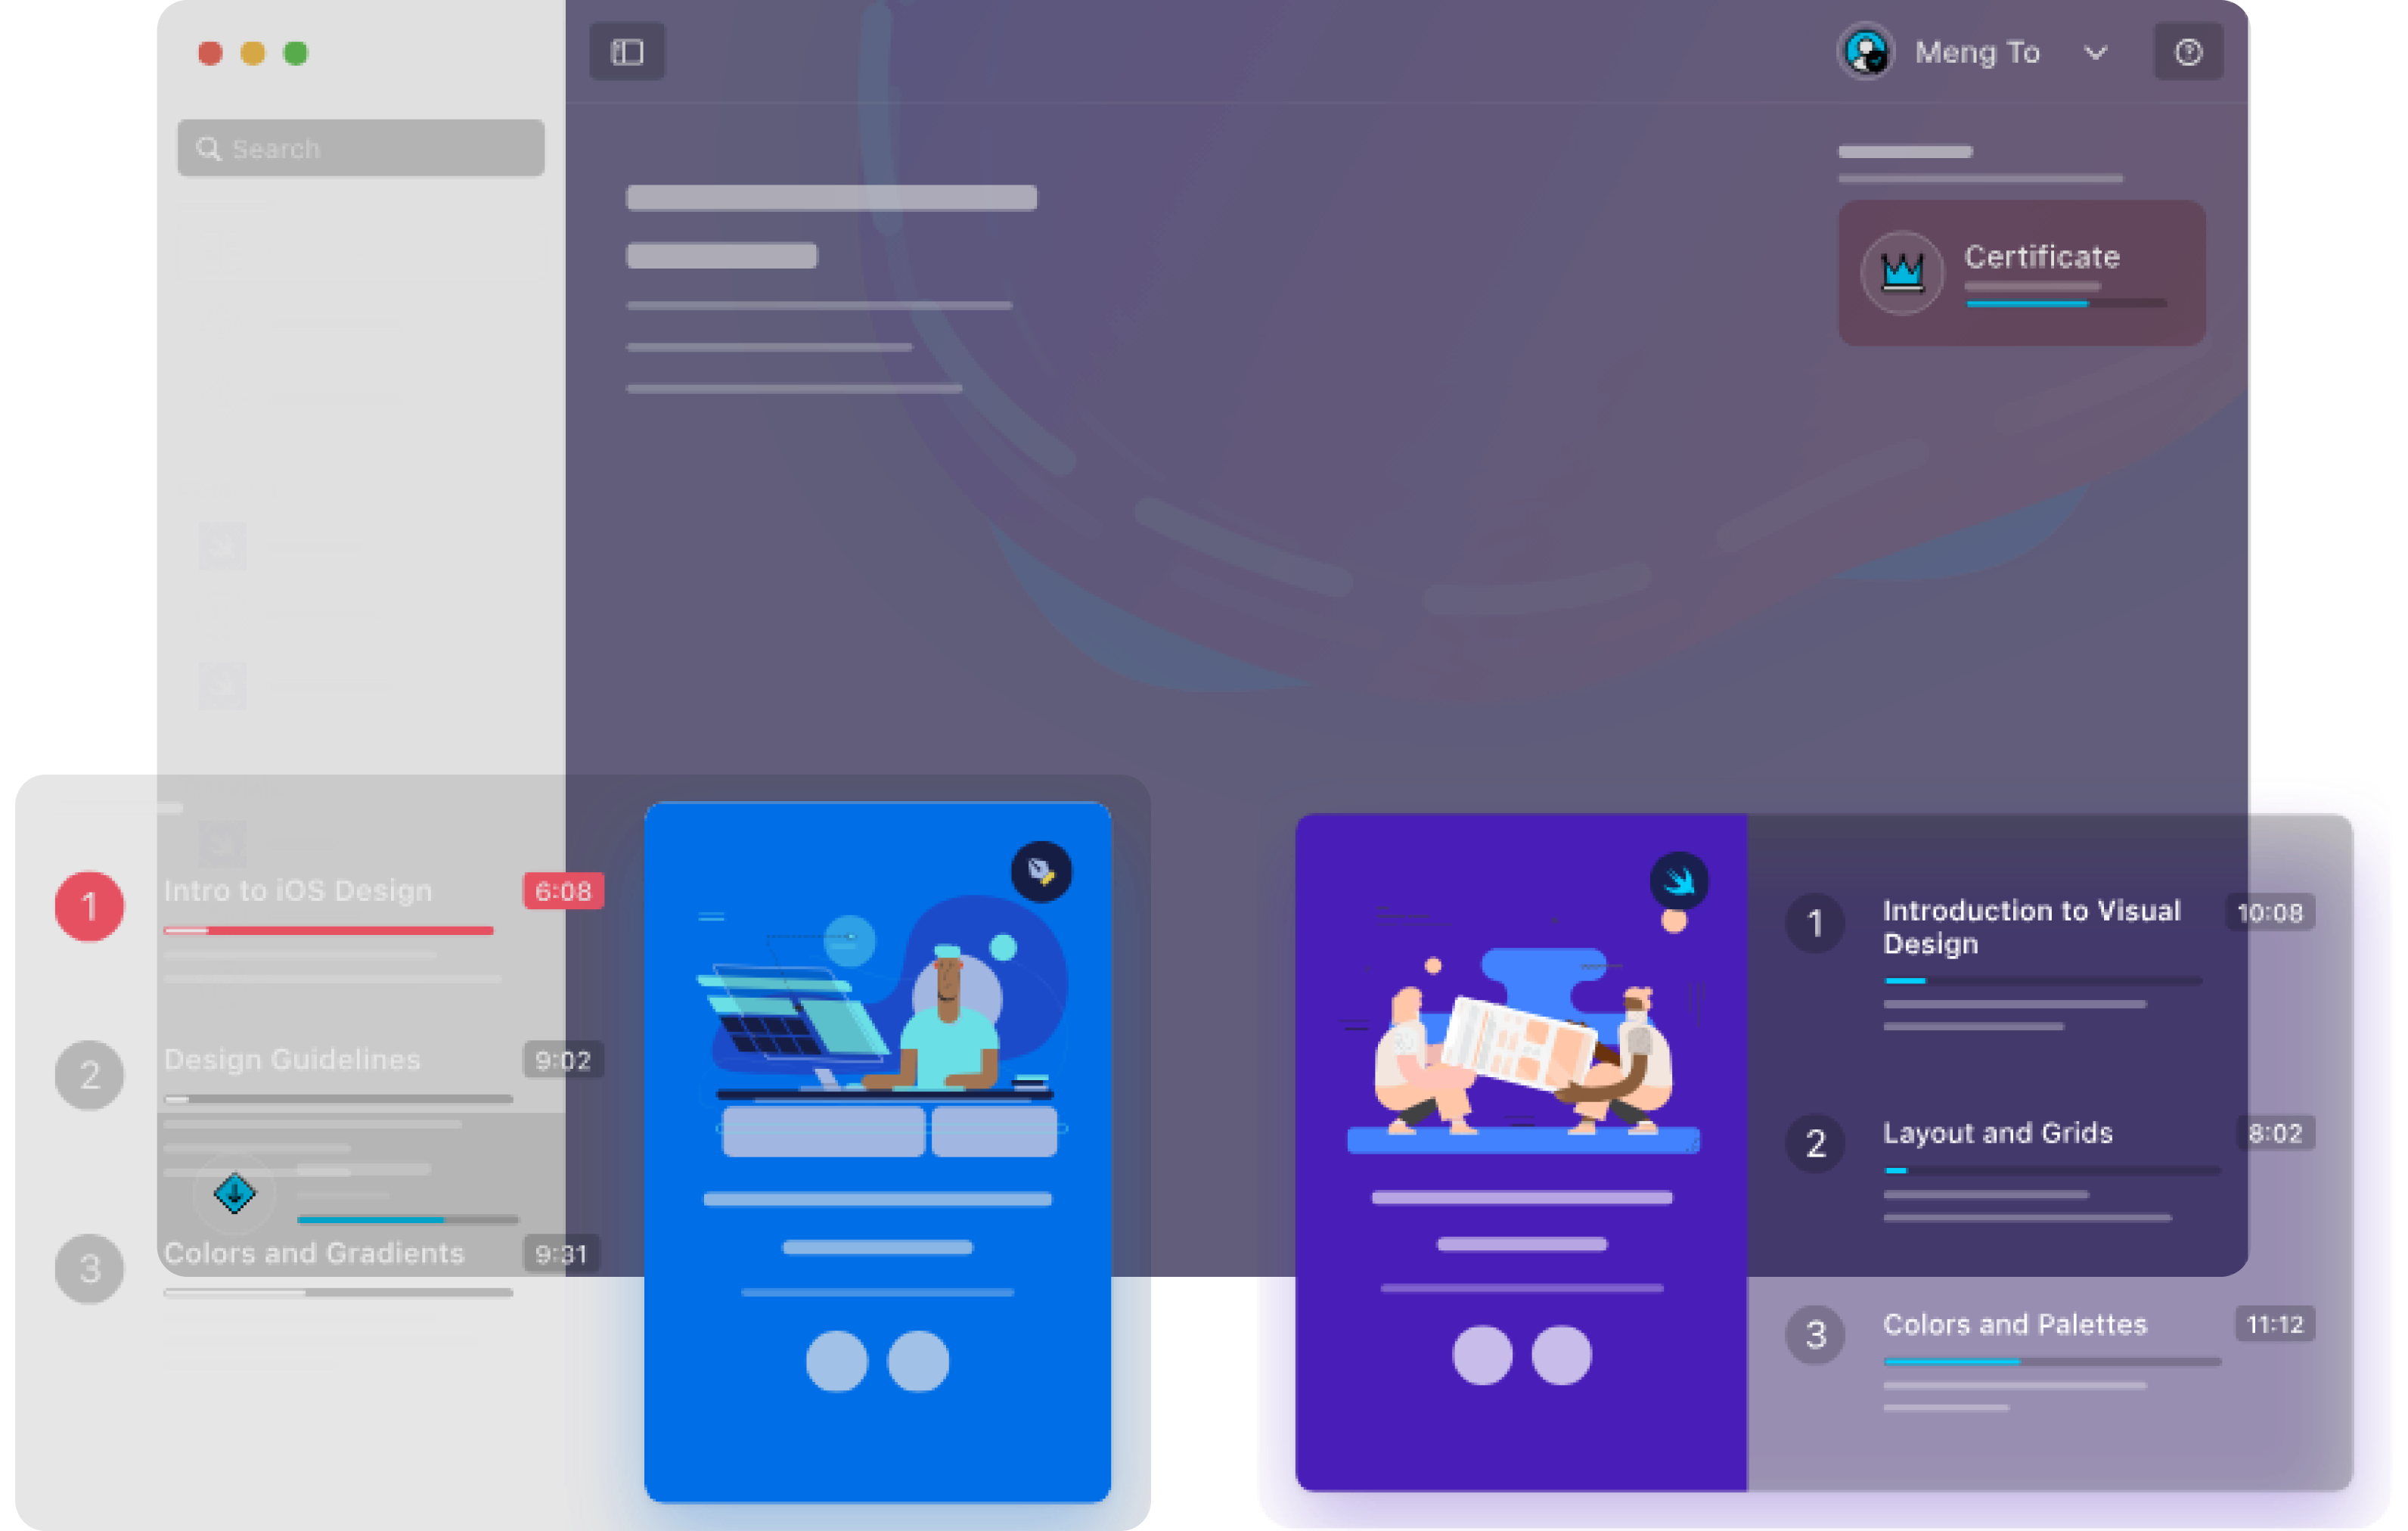 Meng To
Search
Certificate
1
Intro to iOS Design
6:08
2
Design Guidelines
9:02
3
Colors and Gradients
9:31
1
Introduction to Visual
Design
10:08
2
Layout and Grids
8:02
3
Colors and Palettes
11:12